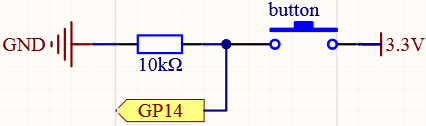 button
GND
3.3V
10kΩ
GP14